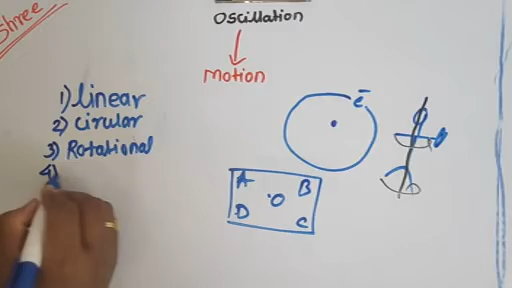 Shree
Oscillation
Motion
1) linear
2) Cirular
3) Rotational
4)
e̅
A
B
O
D
C